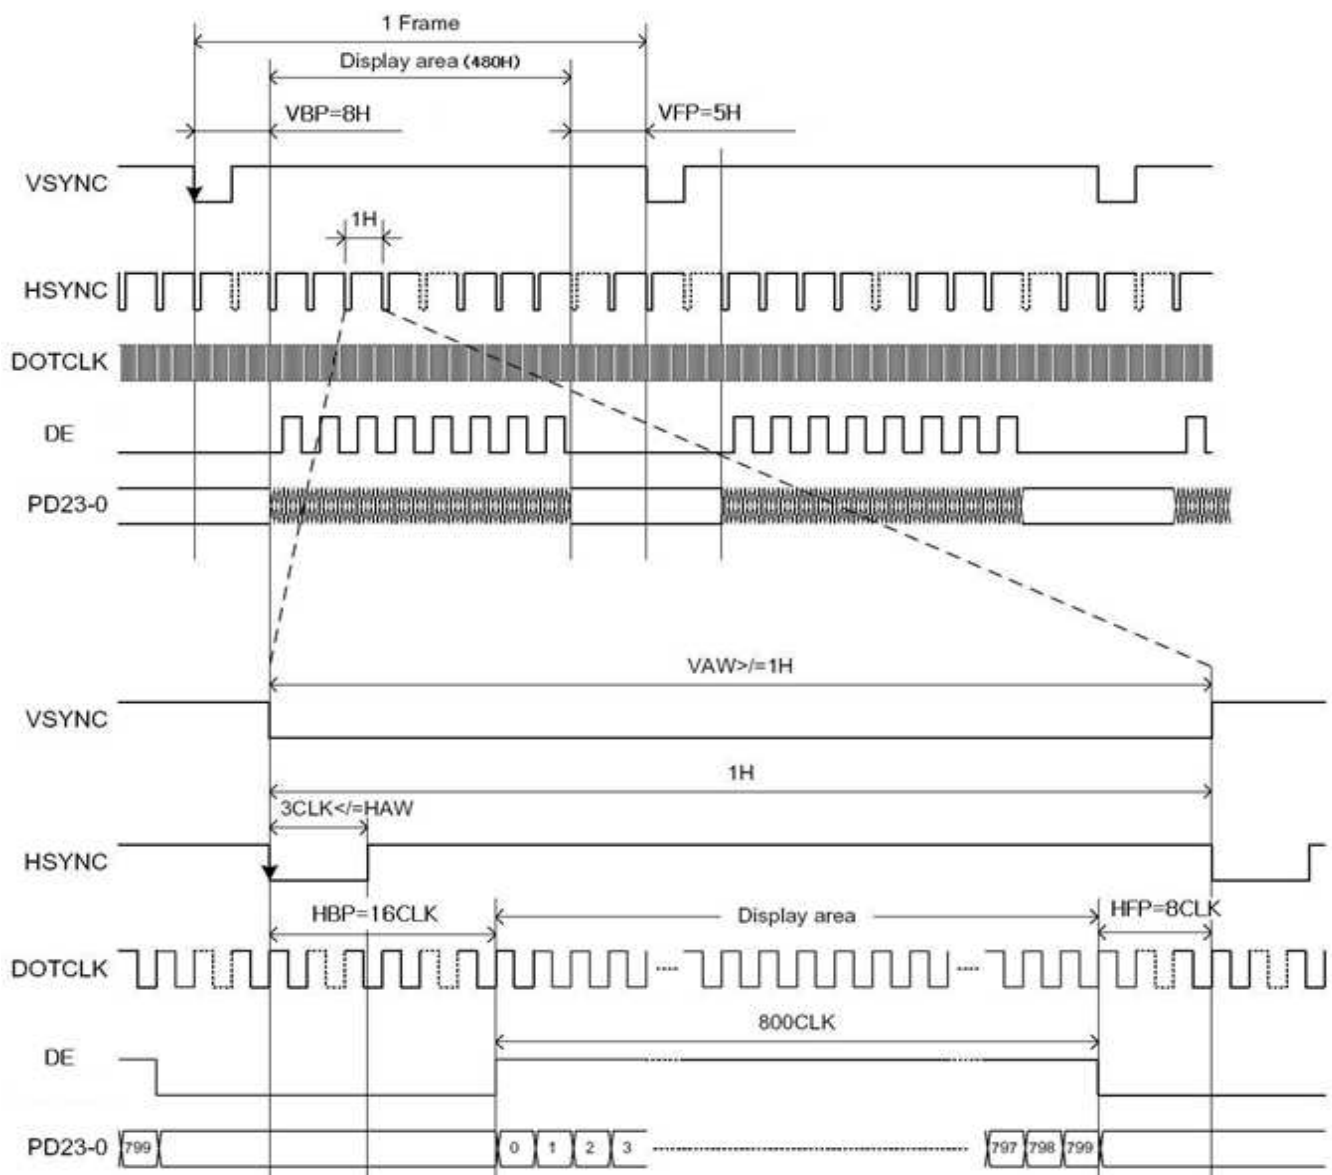 1 Frame
Display area (480H)
VBP=8H
VFP=5H
VSYNC
1H
HSYNC
DOTCLK
DE
PD23-0
VAW>/=1H
VSYNC
1H
3CLK</=HAW
HSYNC
HBP=16CLK
Display area
HFP=8CLK
DOTCLK
800CLK
DE
PD23-0 799 0 1 2 3 797 798 799